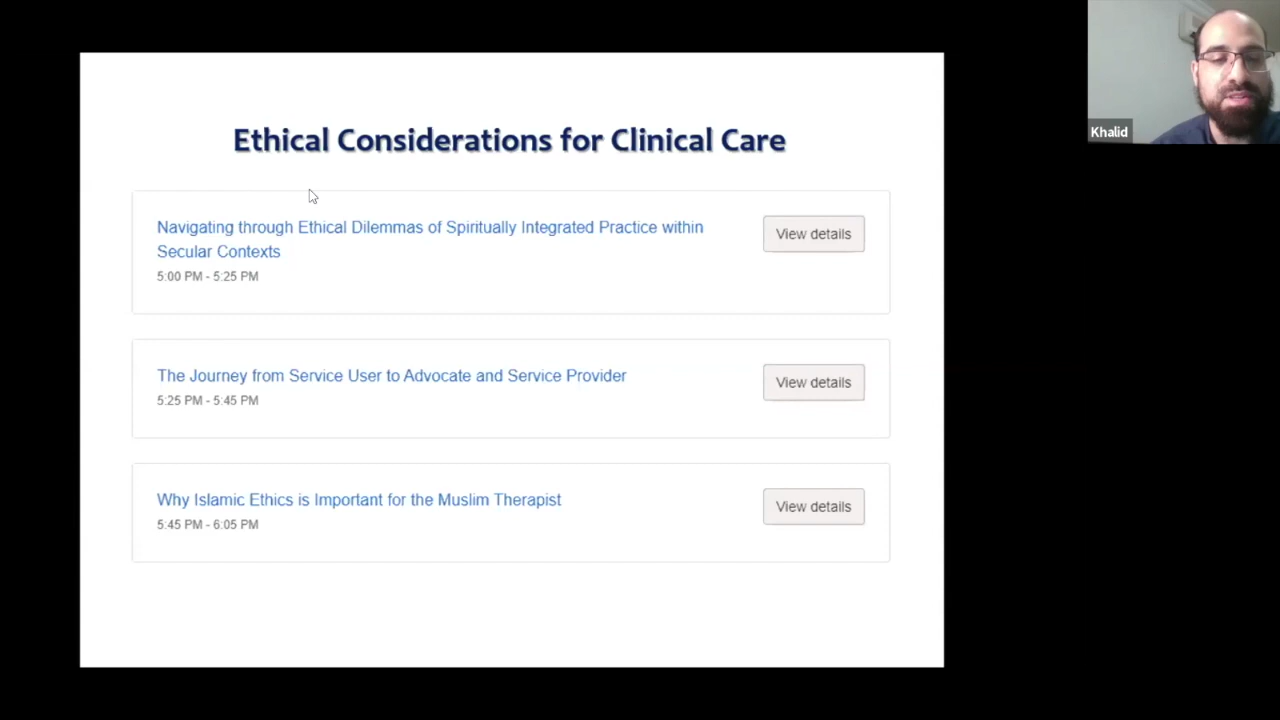 Ethical Considerations for Clinical Care
Navigating through Ethical Dilemmas of Spiritually Integrated Practice within
Secular Contexts
5:00 PM - 5:25 PM
View details
The Journey from Service User to Advocate and Service Provider
5:25 PM - 5:45 PM
View details
Why Islamic Ethics is Important for the Muslim Therapist
5:45 PM - 6:05 PM
View details
Khalid